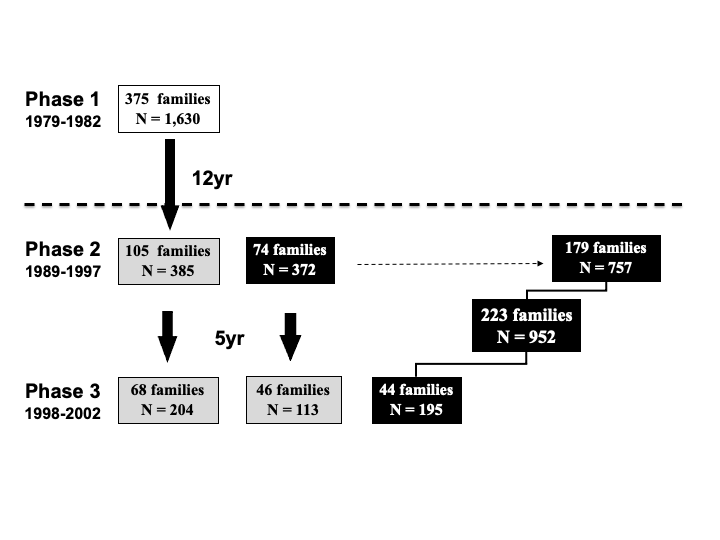 Phase 1
1979-1982
375 families
N = 1,630
12yr
Phase 2
1989-1997
105 families
N = 385
74 families
N = 372
179 families
N = 757
223 families
N = 952
5yr
Phase 3
1998-2002
68 families
N = 204
46 families
N = 113
44 families
N = 195